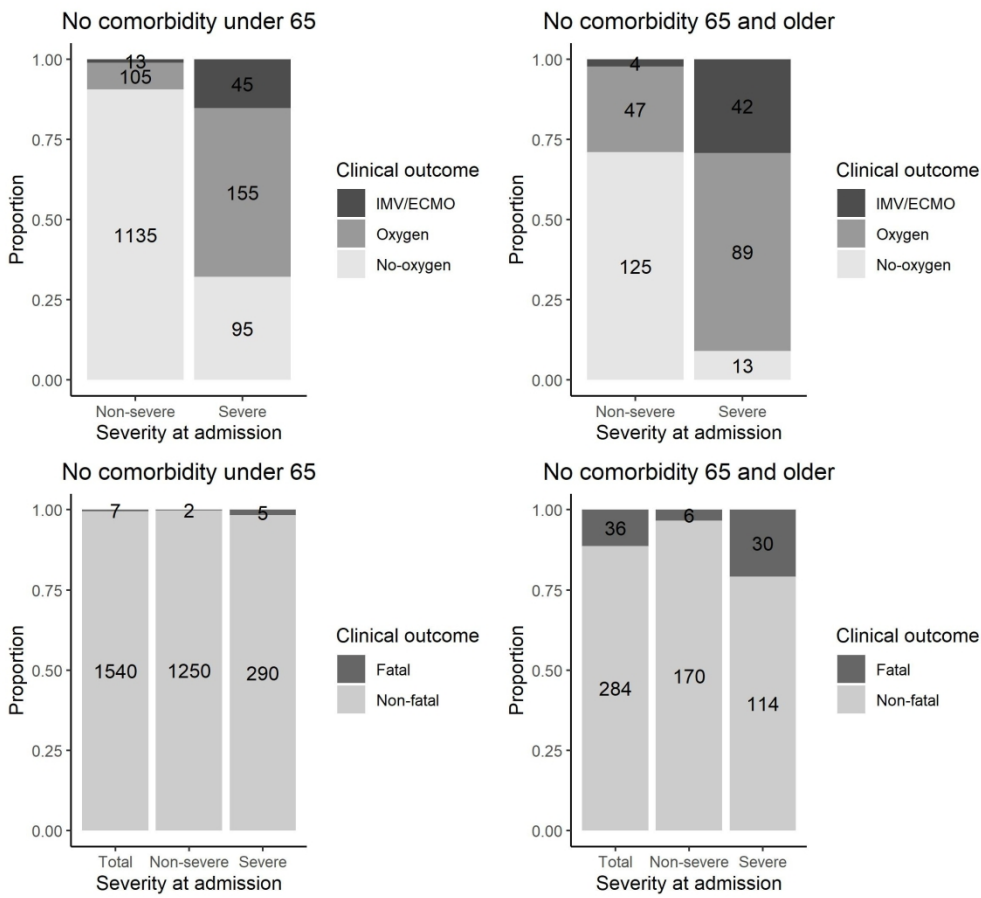 No comorbidity under 65
1.00
0.75
0.50
0.25
0.00
Proportion
13
105
1135
45
155
95
Non-severe Severe
Severity at admission
Clinical outcome
IMV/ECMO
Oxygen
No-oxygen
No comorbidity 65 and older
1.00
0.75
0.50
0.25
0.00
Proportion
4
47
125
42
89
13
Non-severe Severe
Severity at admission
Clinical outcome
IMV/ECMO
Oxygen
No-oxygen
No comorbidity under 65
1.00
0.75
0.50
0.25
0.00
Proportion
7 2 5
1540 1250 290
Total Non-severe Severe
Severity at admission
Clinical outcome
Fatal
Non-fatal
No comorbidity 65 and older
1.00
0.75
0.50
0.25
0.00
Proportion
36 6 30
284 170 114
Total Non-severe Severe
Severity at admission
Clinical outcome
Fatal
Non-fatal